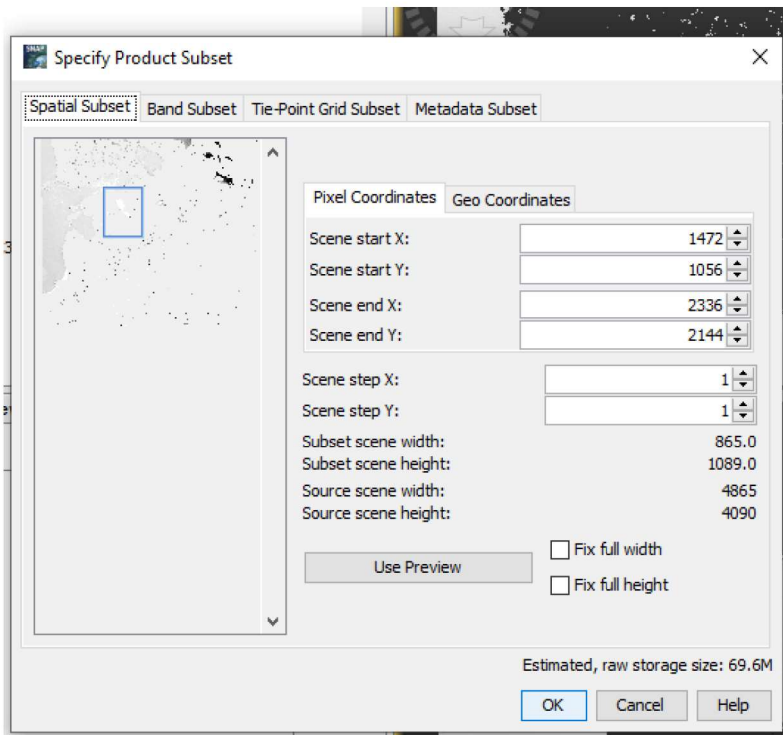 SNAP
Specify Product Subset
Spatial Subset Band Subset Tie-Point Grid Subset Metadata Subset
Pixel Coordinates Geo Coordinates
Scene start X: 1472
Scene start Y: 1056
Scene end X: 2336
Scene end Y: 2144
Scene step X: 1
Scene step Y: 1
Subset scene width: 865.0
Subset scene height: 1089.0
Source scene width: 4865
Source scene height: 4090
Use Preview
Fix full width
Fix full height
Estimated, raw storage size: 69.6M
OK Cancel Help